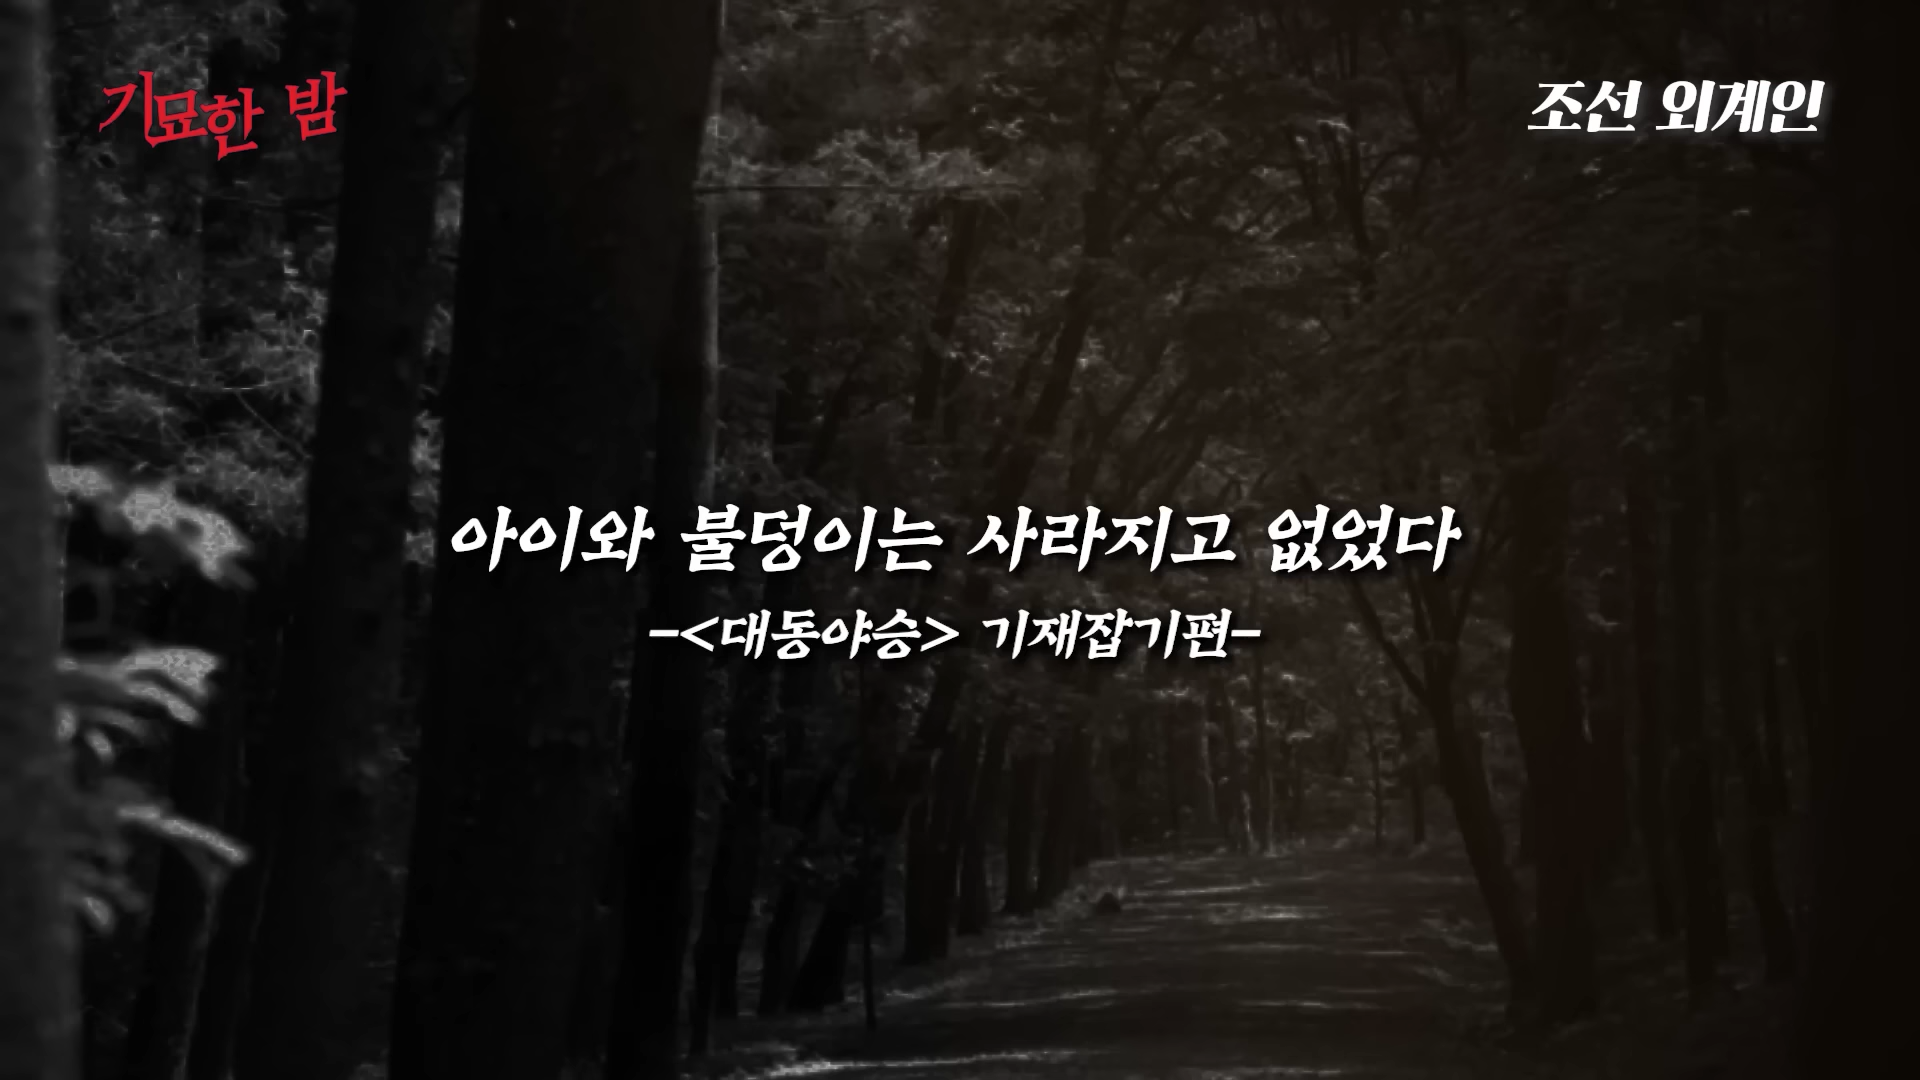 기묘한 밤
조선 외계인
아이와 불덩이는 사라지고 없었다
-<대동야승> 기재잡기편-